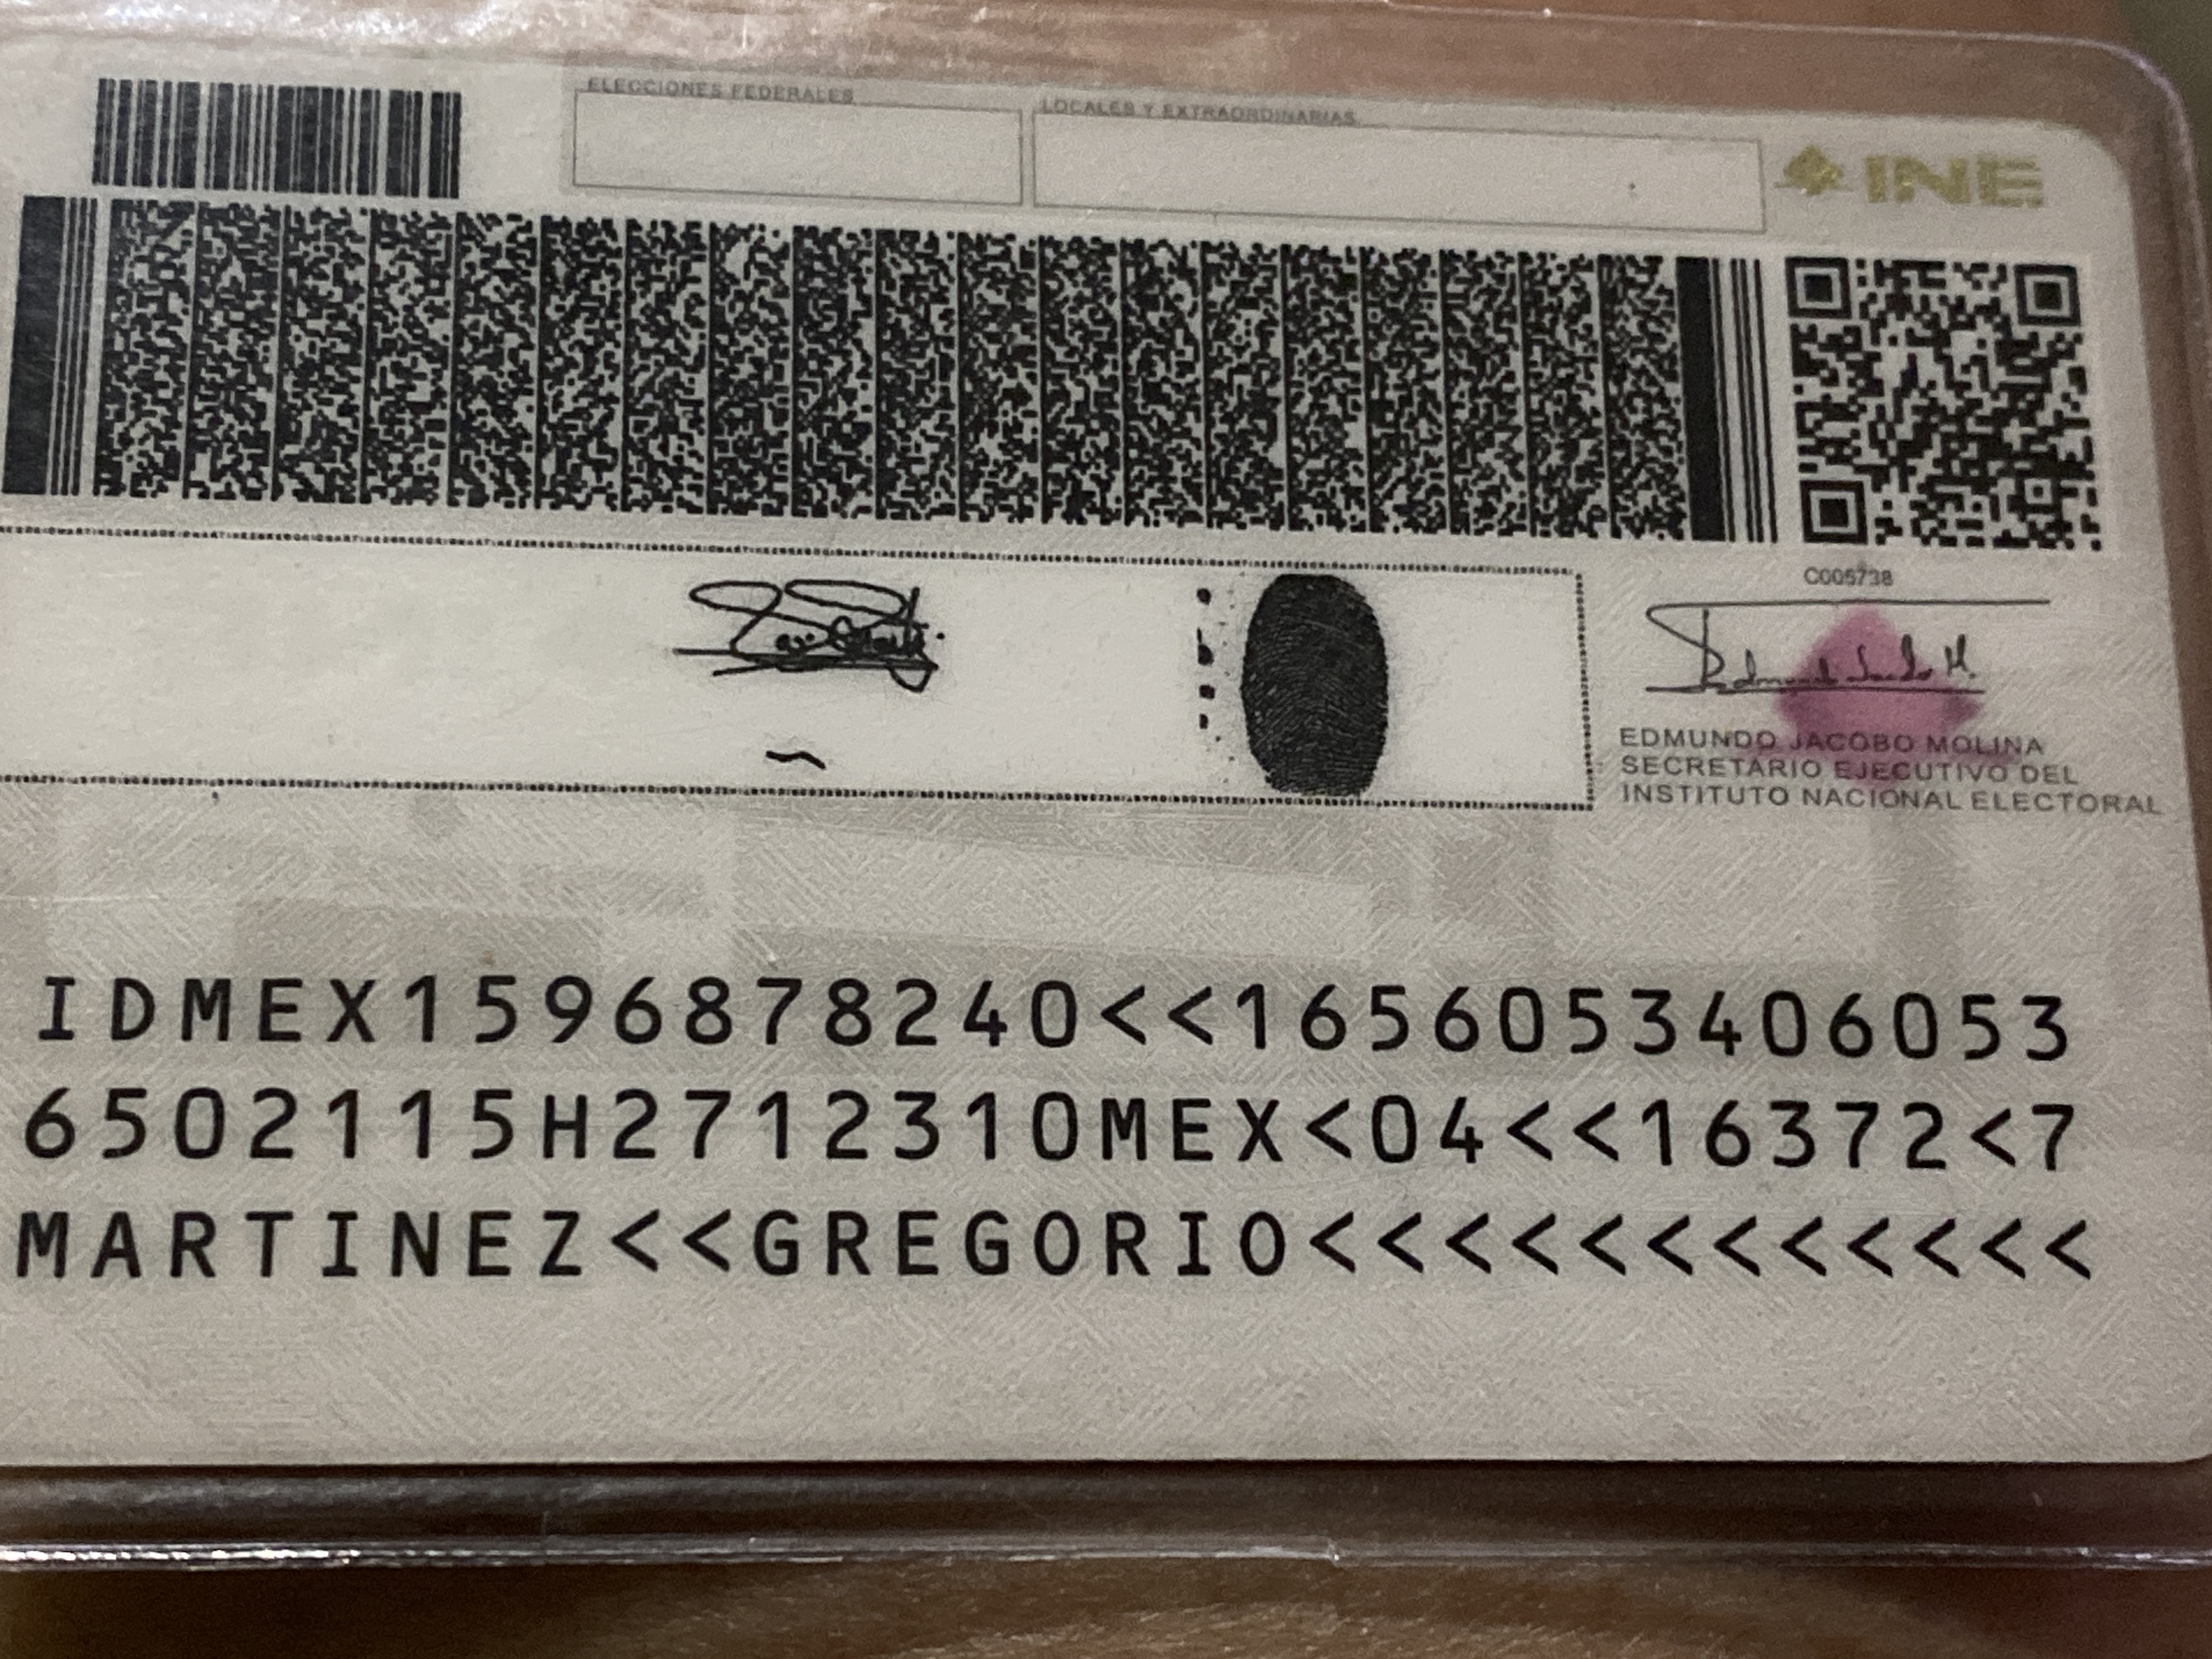 ELECCIONES FEDERALES
LOCALES Y EXTRAORDINARIAS
INE
C005738
EDMUNDO JACOBO MOLINA
SECRETARIO EJECUTIVO DEL
INSTITUTO NACIONAL ELECTORAL
IDMEX1596878240<<1656053406053
6502115H2712310MEX<04<<16372<7
MARTINEZ<<GREGORIO<<<<<<<<<<<<